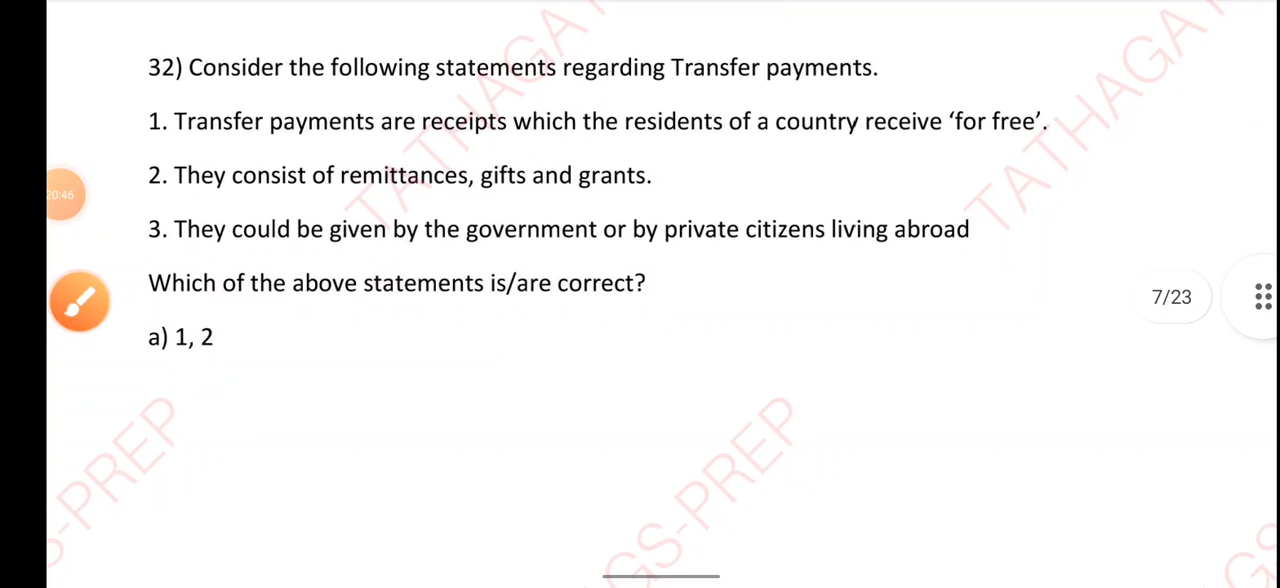 32) Consider the following statements regarding Transfer payments.
1. Transfer payments are receipts which the residents of a country receive ‘for free’.
2. They consist of remittances, gifts and grants.
20:46
3. They could be given by the government or by private citizens living abroad
Which of the above statements is/are correct?
7/23
a) 1, 2
TATHAGAT
TATHAGAT
S-PREP
GS-PREP
GS